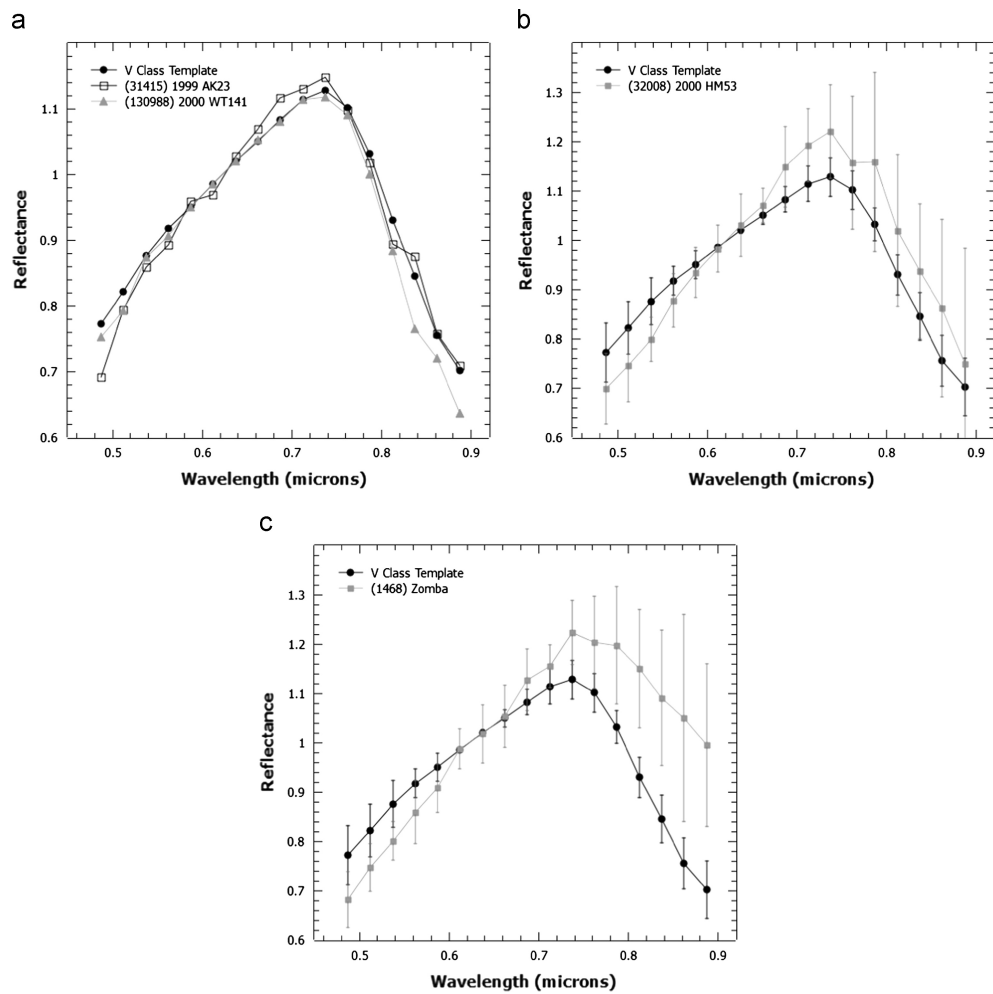 a
V Class Template
(31415) 1999 AK23
(130988) 2000 WT141
1.1
1
0.9
0.8
0.7
0.6
0.5 0.6 0.7 0.8 0.9
Reflectance
Wavelength (microns)
b
V Class Template
(32008) 2000 HM53
1.3
1.2
1.1
1
0.9
0.8
0.7
0.6
0.5 0.6 0.7 0.8 0.9
Reflectance
Wavelength (microns)
c
V Class Template
(1468) Zomba
1.3
1.2
1.1
1
0.9
0.8
0.7
0.6
0.5 0.6 0.7 0.8 0.9
Reflectance
Wavelength (microns)